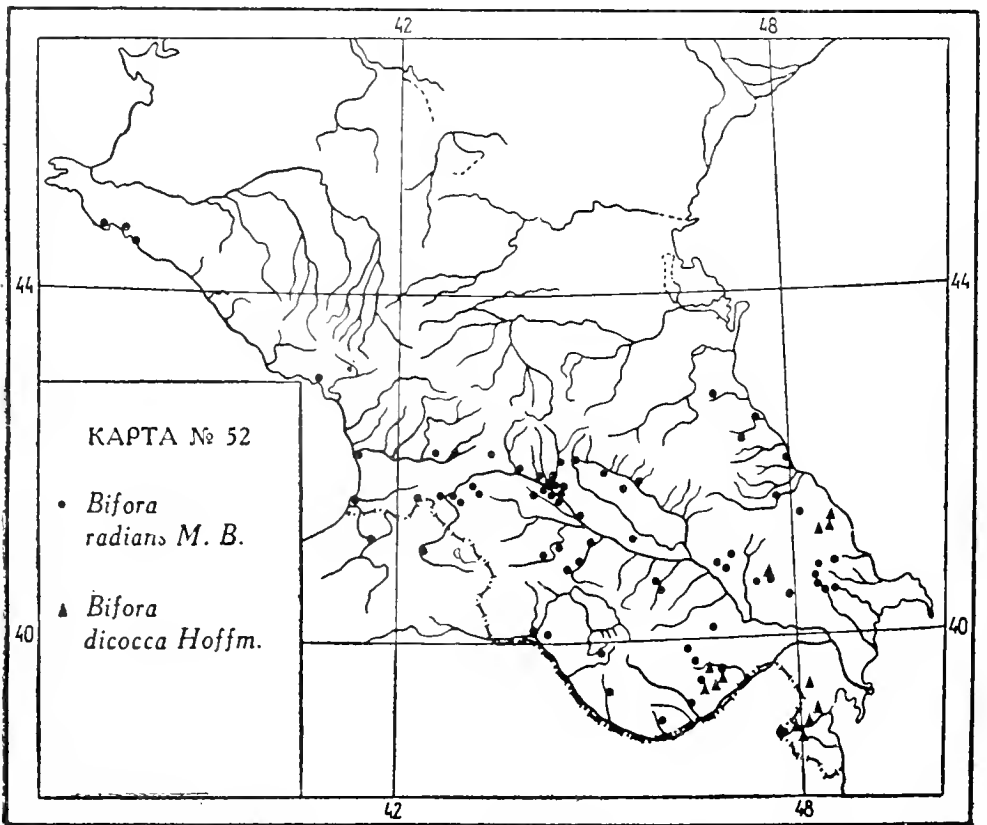 42 48
44 44
КАРТА № 52
Bifora
radians M. B.
Bifora
dicocca Hoffm.
40 40
42 48